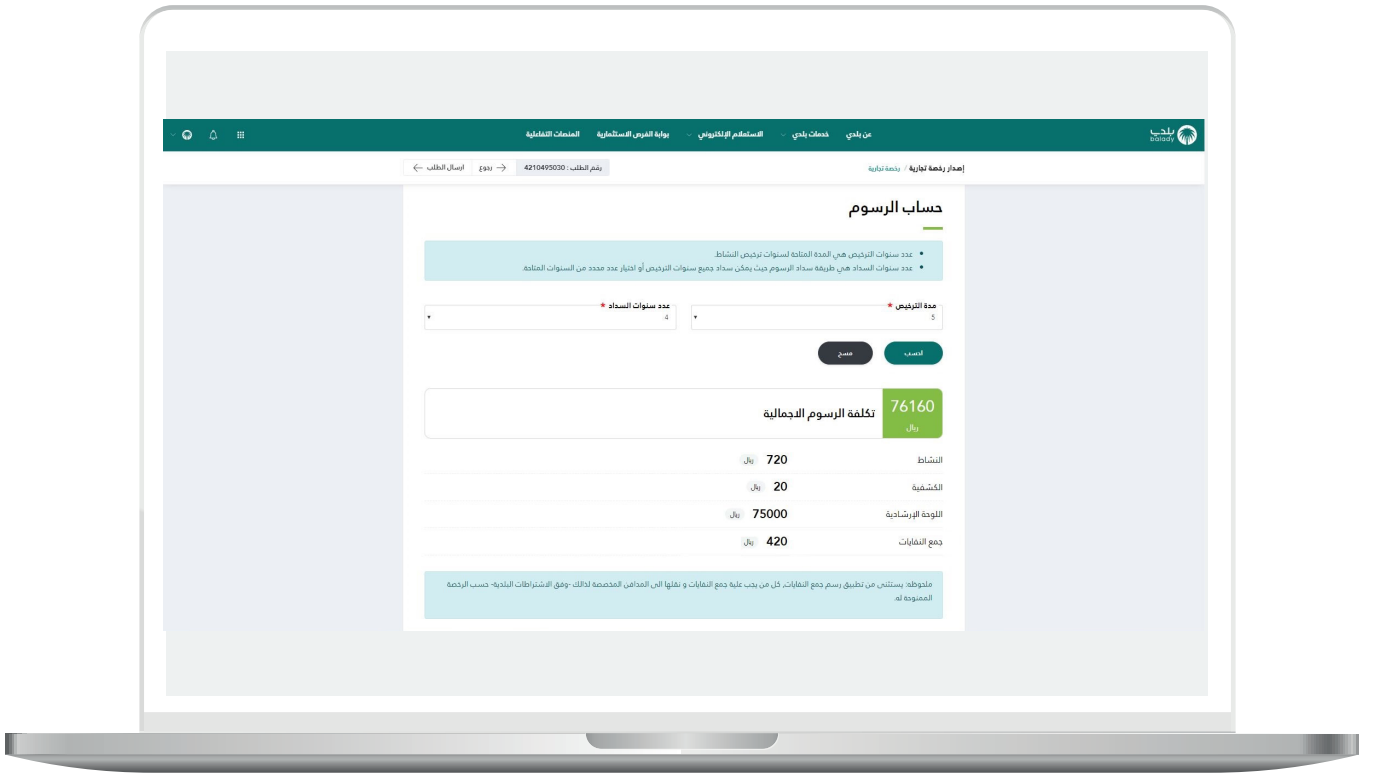 بلدي
balady
عن بلدي
خدمات بلدي
الاستعلام الإلكتروني
بوابة الفرص الاستثمارية
المنصات التفاعلية
إصدار رخصة تجارية / رخصة تجارية
رقم الطلب : 4210495030
رجوع
ارسال الطلب
حساب الرسوم
عدد سنوات الترخيص هي المدة المتاحة لسنوات ترخيص النشاط.
عدد سنوات السداد هي طريقة سداد الرسوم حيث يمكن سداد جميع سنوات الترخيص أو اختيار عدد محدد من السنوات المتاحة.
مدة الترخيص *
5
عدد سنوات السداد *
4
احسب
مسح
76160
ريال
تكلفة الرسوم الاجمالية
النشاط 720 ريال
الكشفية 20 ريال
اللوحة الإرشادية 75000 ريال
جمع النفايات 420 ريال
ملحوظه: يستثنى من تطبيق رسم جمع النفايات, كل من يجب علية جمع النفايات و نقلها الى المدافن المخصصة لذالك -وفق الاشتراطات البلدية- حسب الرخصة
الممنوحة له.